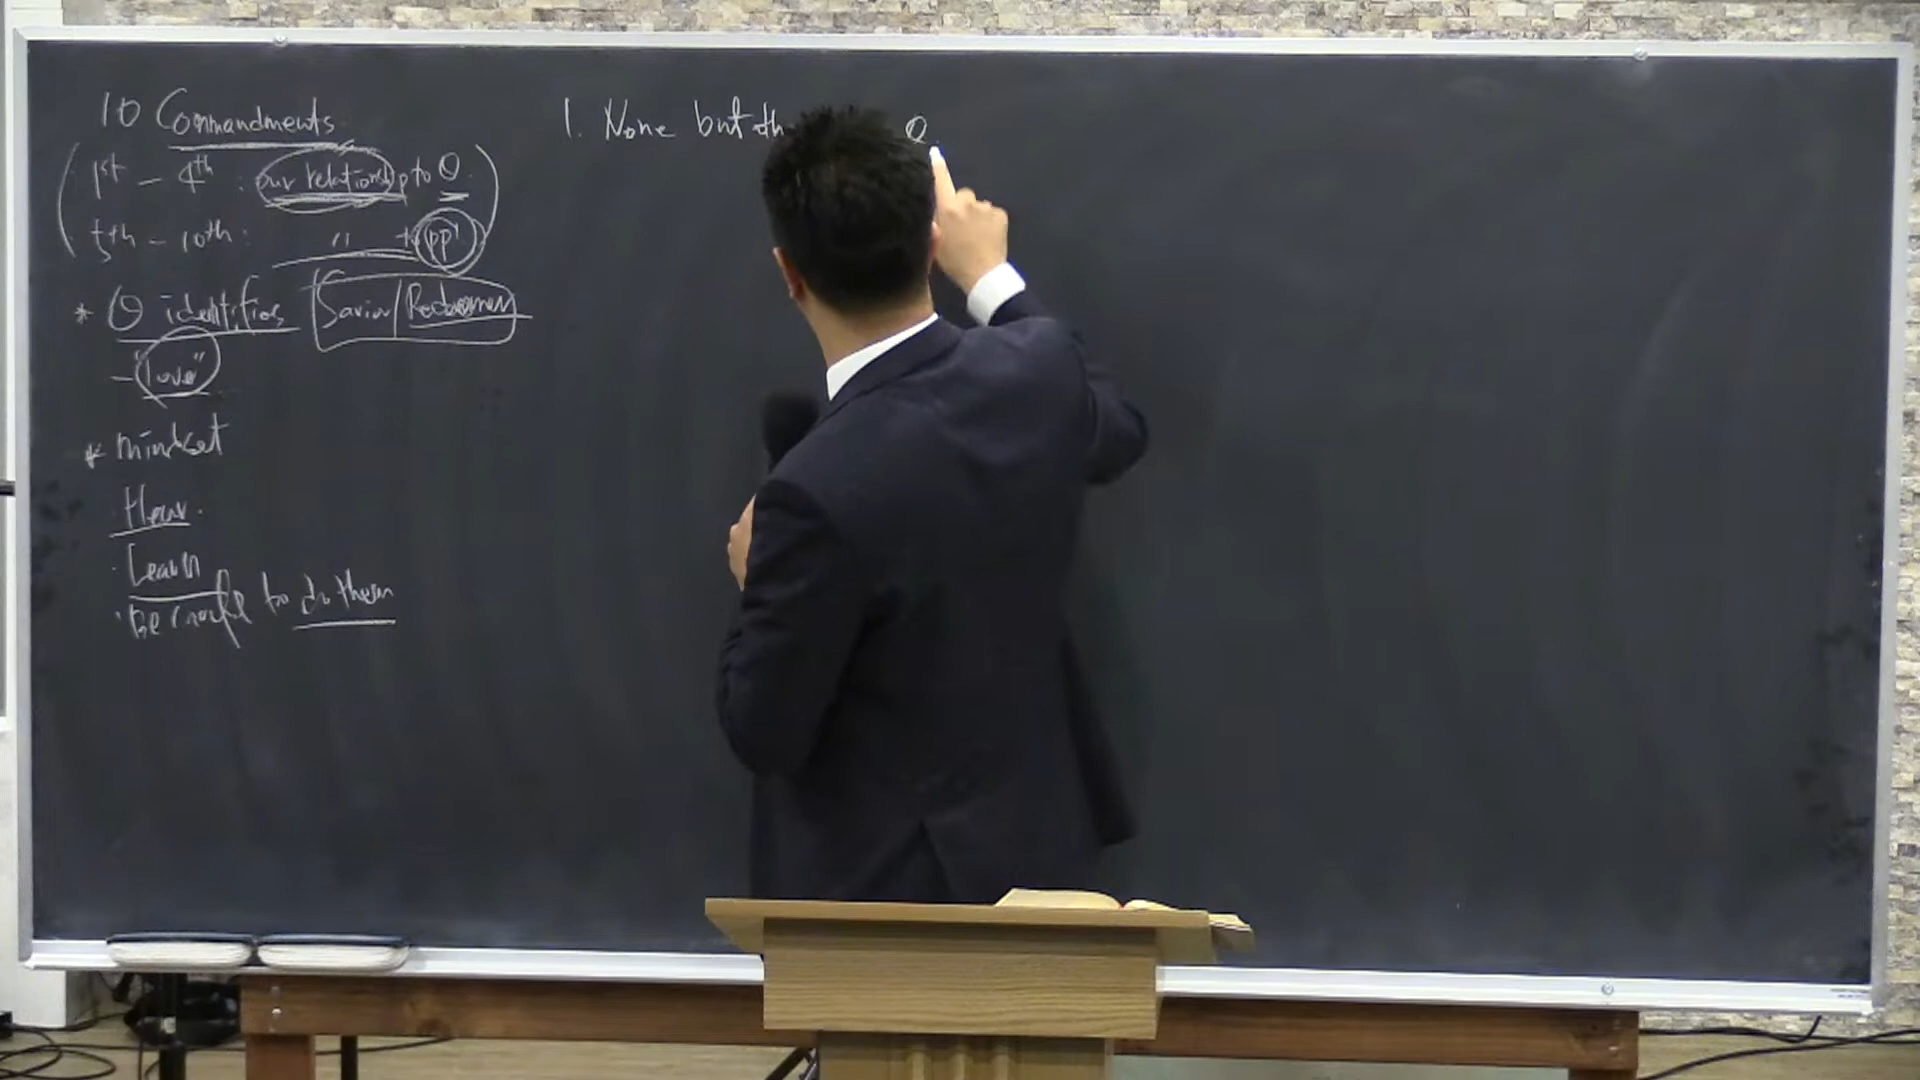 10 Commandments
1st - 4th : our relationship to Θ
5th - 10th : " to ppl
* Θ identifies Savior/Redeemer
- "love"
* mindset
· Hear
· Learn
· Be careful to do them
1. None but th Θ